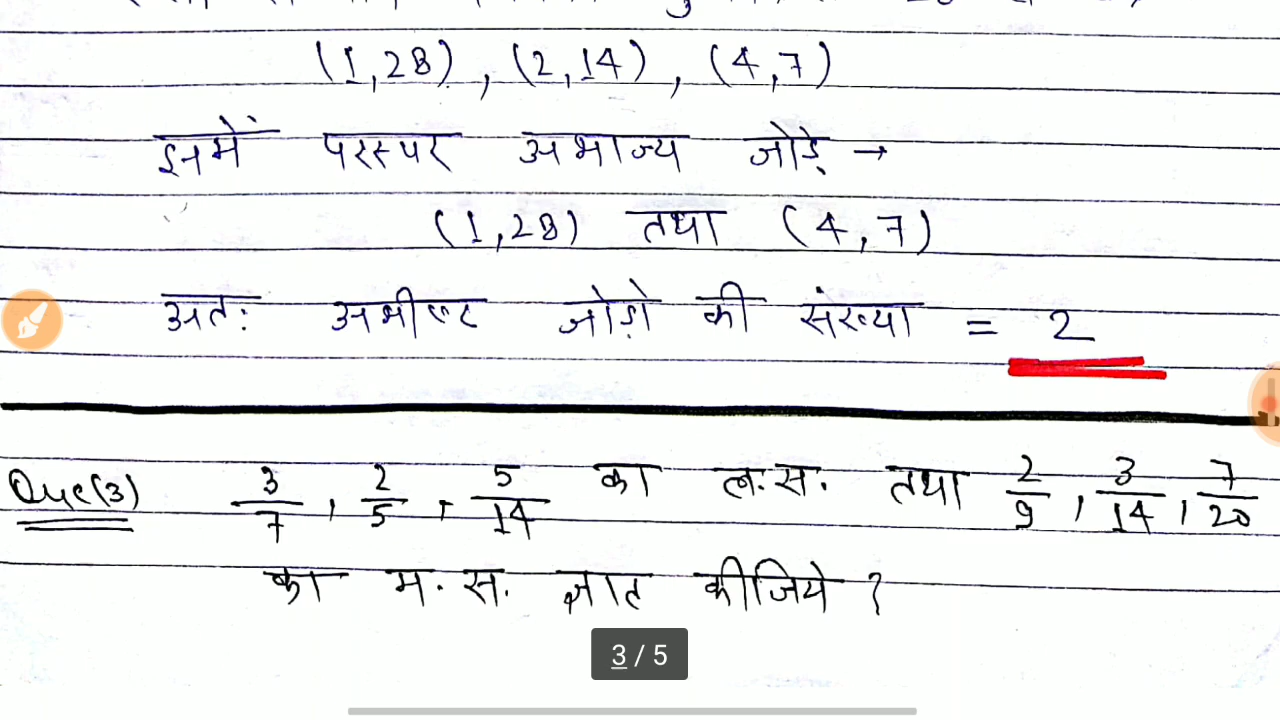 (1,28) , (2,14) , (4,7)
इनमें परस्पर अभाज्य जोड़े →
(1,28) तथा (4,7)
अतः अभीष्ट जोड़ो की संख्या = 2
Que(3) 3/7 , 2/5 , 5/14 का ल.स. तथा 2/9 , 3/14 , 7/20
का म.स. ज्ञात कीजिये ?
3 / 5